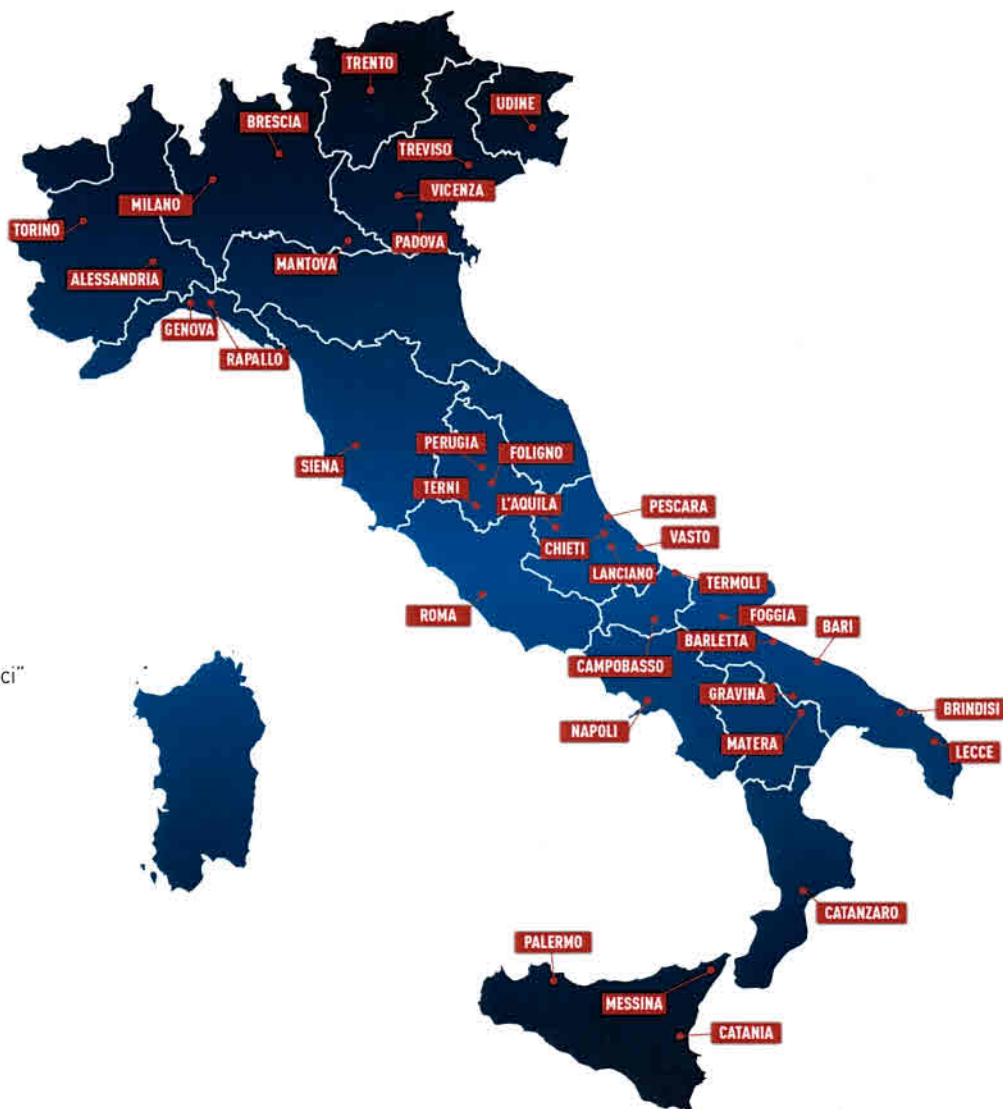 TRENTO
UDINE
BRESCIA
TREVISO
VICENZA
MILANO
TORINO
PADOVA
MANTOVA
ALESSANDRIA
GENOVA
RAPALLO
PERUGIA
FOLIGNO
SIENA
TERNI
L'AQUILA
PESCARA
CHIETI
VASTO
LANCIANO
TERMOLI
ROMA
FOGGIA
BARI
BARLETTA
CAMPOBASSO
ci"
GRAVINA
BRINDISI
NAPOLI
MATERA
LECCE
CATANZARO
PALERMO
MESSINA
CATANIA